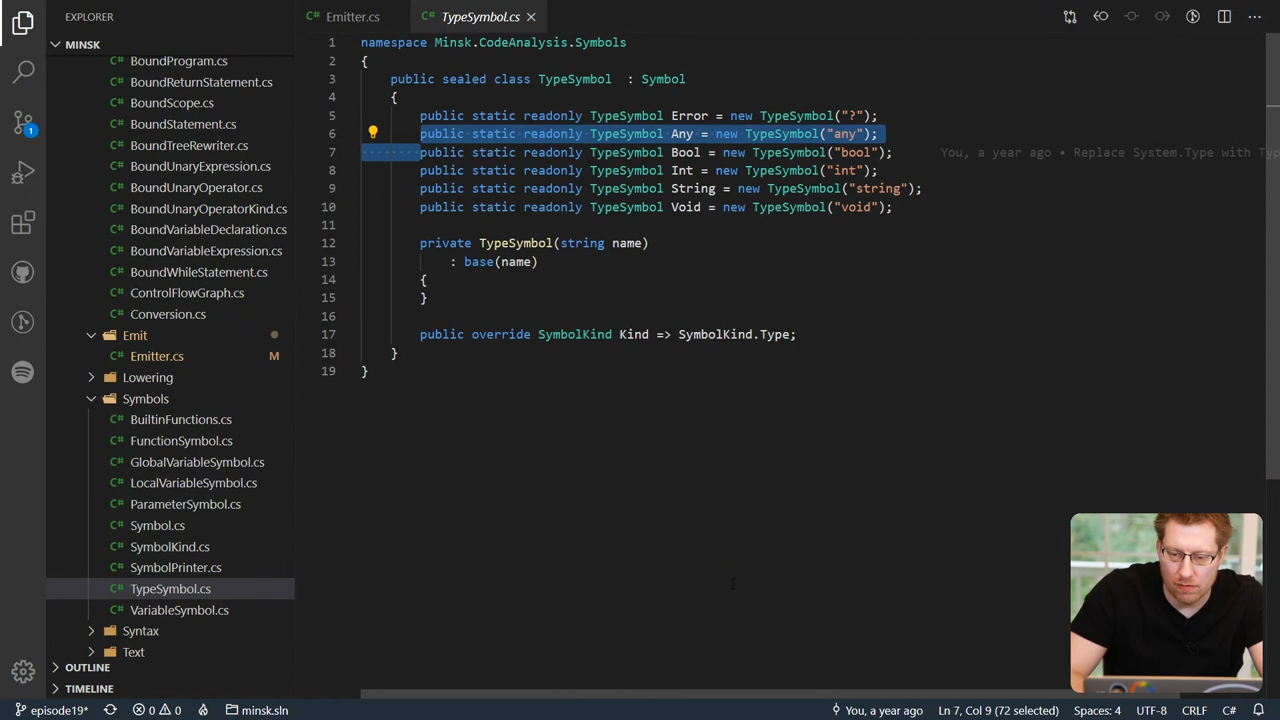 EXPLORER
MINSK
BoundProgram.cs
BoundReturnStatement.cs
BoundScope.cs
BoundStatement.cs
BoundTreeRewriter.cs
BoundUnaryExpression.cs
BoundUnaryOperator.cs
BoundUnaryOperatorKind.cs
BoundVariableDeclaration.cs
BoundVariableExpression.cs
BoundWhileStatement.cs
ControlFlowGraph.cs
Conversion.cs
Emit
Emitter.cs M
Lowering
Symbols
BuiltinFunctions.cs
FunctionSymbol.cs
GlobalVariableSymbol.cs
LocalVariableSymbol.cs
ParameterSymbol.cs
Symbol.cs
SymbolKind.cs
SymbolPrinter.cs
TypeSymbol.cs
VariableSymbol.cs
Syntax
Text
OUTLINE
TIMELINE
1
Emitter.cs TypeSymbol.cs
1 namespace Minsk.CodeAnalysis.Symbols
2 {
3 public sealed class TypeSymbol : Symbol
4 {
5 public static readonly TypeSymbol Error = new TypeSymbol("?");
6 public static readonly TypeSymbol Any = new TypeSymbol("any");
7 public static readonly TypeSymbol Bool = new TypeSymbol("bool"); You, a year ago • Replace System.Type with Typ
8 public static readonly TypeSymbol Int = new TypeSymbol("int");
9 public static readonly TypeSymbol String = new TypeSymbol("string");
10 public static readonly TypeSymbol Void = new TypeSymbol("void");
11
12 private TypeSymbol(string name)
13 : base(name)
14 {
15 }
16
17 public override SymbolKind Kind => SymbolKind.Type;
18 }
19 }
episode19* 0 0 minsk.sln You, a year ago Ln 7, Col 9 (72 selected) Spaces: 4 UTF-8 CRLF C#